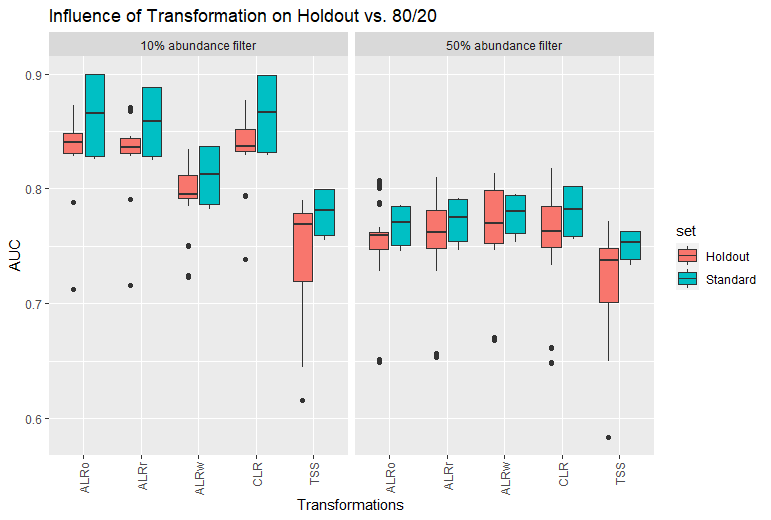 Influence of Transformation on Holdout vs. 80/20
10% abundance filter
50% abundance filter
AUC
0.9
0.8
0.7
0.6
ALRo
ALRr
ALRw
CLR
TSS
ALRo
ALRr
ALRw
CLR
TSS
Transformations
set
Holdout
Standard